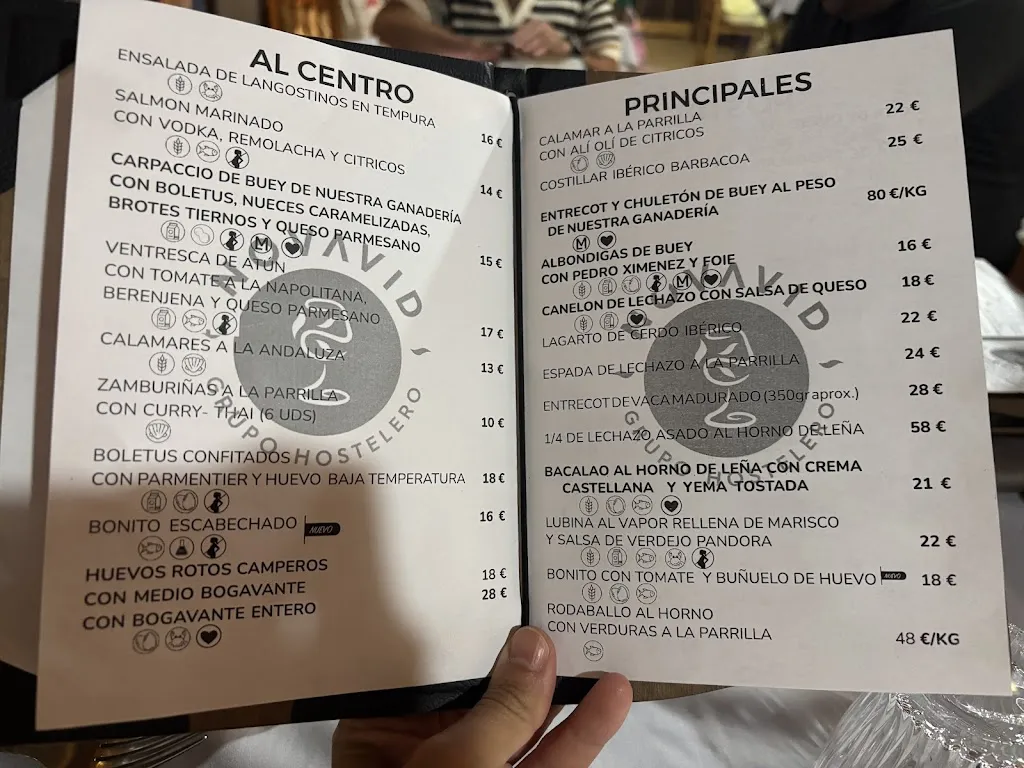 AL CENTRO
ENSALADA DE LANGOSTINOS EN TEMPURA
16 €
SALMON MARINADO
CON VODKA, REMOLACHA Y CITRICOS
14 €
CARPACCIO DE BUEY DE NUESTRA GANADERÍA
CON BOLETUS, NUECES CARAMELIZADAS,
BROTES TIERNOS Y QUESO PARMESANO
15 €
M
VENTRESCA DE ATÚN
CON TOMATE A LA NAPOLITANA,
BERENJENA Y QUESO PARMESANO
17 €
CALAMARES A LA ANDALUZA
13 €
ZAMBURIÑAS A LA PARRILLA
CON CURRY- THAI (6 UDS)
10 €
BOLETUS CONFITADOS
CON PARMENTIER Y HUEVO BAJA TEMPERATURA 18 €
BONITO ESCABECHADO NUEVO 16 €
HUEVOS ROTOS CAMPEROS
CON MEDIO BOGAVANTE 18 €
CON BOGAVANTE ENTERO 28 €
NOVAVID
GRUPO HOSTELERO
PRINCIPALES
CALAMAR A LA PARRILLA 22 €
CON ALÍ OLÍ DE CITRICOS
COSTILLAR IBÉRICO BARBACOA 25 €
ENTRECOT Y CHULETÓN DE BUEY AL PESO
DE NUESTRA GANADERÍA 80 €/KG
M
ALBONDIGAS DE BUEY
CON PEDRO XIMENEZ Y FOIE 16 €
M
CANELON DE LECHAZO CON SALSA DE QUESO 18 €
LAGARTO DE CERDO IBÉRICO 22 €
ESPADA DE LECHAZO A LA PARRILLA 24 €
ENTRECOT DE VACA MADURADO (350gr aprox.) 28 €
1/4 DE LECHAZO ASADO AL HORNO DE LEÑA 58 €
BACALAO AL HORNO DE LEÑA CON CREMA
CASTELLANA Y YEMA TOSTADA 21 €
LUBINA AL VAPOR RELLENA DE MARISCO
Y SALSA DE VERDEJO PANDORA 22 €
BONITO CON TOMATE Y BUÑUELO DE HUEVO NUEVO 18 €
RODABALLO AL HORNO
CON VERDURAS A LA PARRILLA 48 €/KG
NOVAVID
GRUPO HOSTELERO